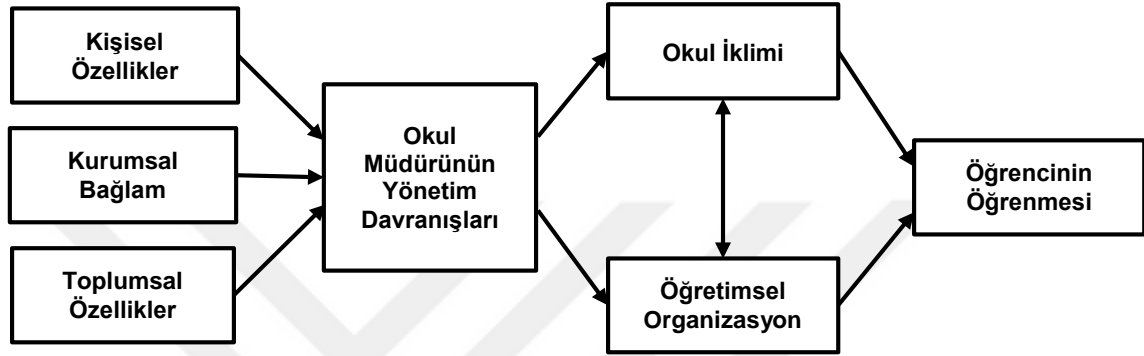 Kişisel
Özellikler
Kurumsal
Bağlam
Toplumsal
Özellikler
Okul
Müdürünün
Yönetim
Davranışları
Okul İklimi
Öğretimsel
Organizasyon
Öğrencinin
Öğrenmesi